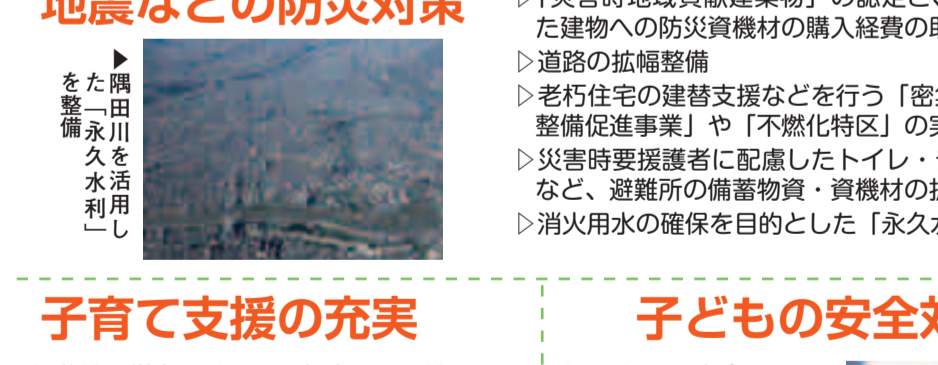 地震などの防災対策
▶隅田川を活用し
た「永久水利」
を整備
た建物への防災資機材の購入経費の
▷道路の拡幅整備
▷老朽住宅の建替支援などを行う「密
整備促進事業」や「不燃化特区」の
▷災害時要援護者に配慮したトイレ・
など、避難所の備蓄物資・資機材の
▷消火用水の確保を目的とした「永久
子育て支援の充実
子どもの安全